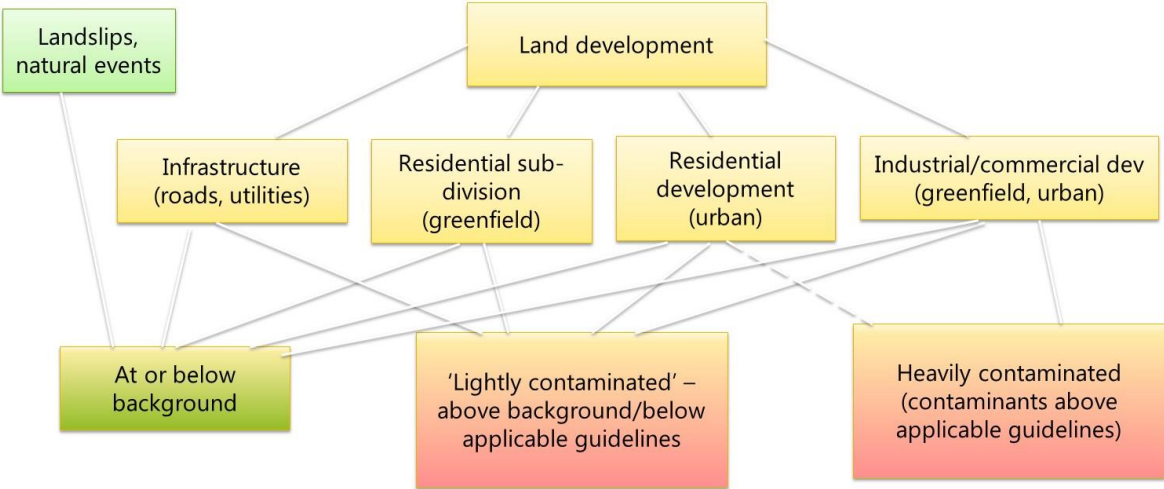 Landslips,
natural events
Land development
Infrastructure
(roads, utilities)
Residential sub-
division
(greenfield)
Residential
development
(urban)
Industrial/commercial dev
(greenfield, urban)
At or below
background
‘Lightly contaminated’ –
above background/below
applicable guidelines
Heavily contaminated
(contaminants above
applicable guidelines)